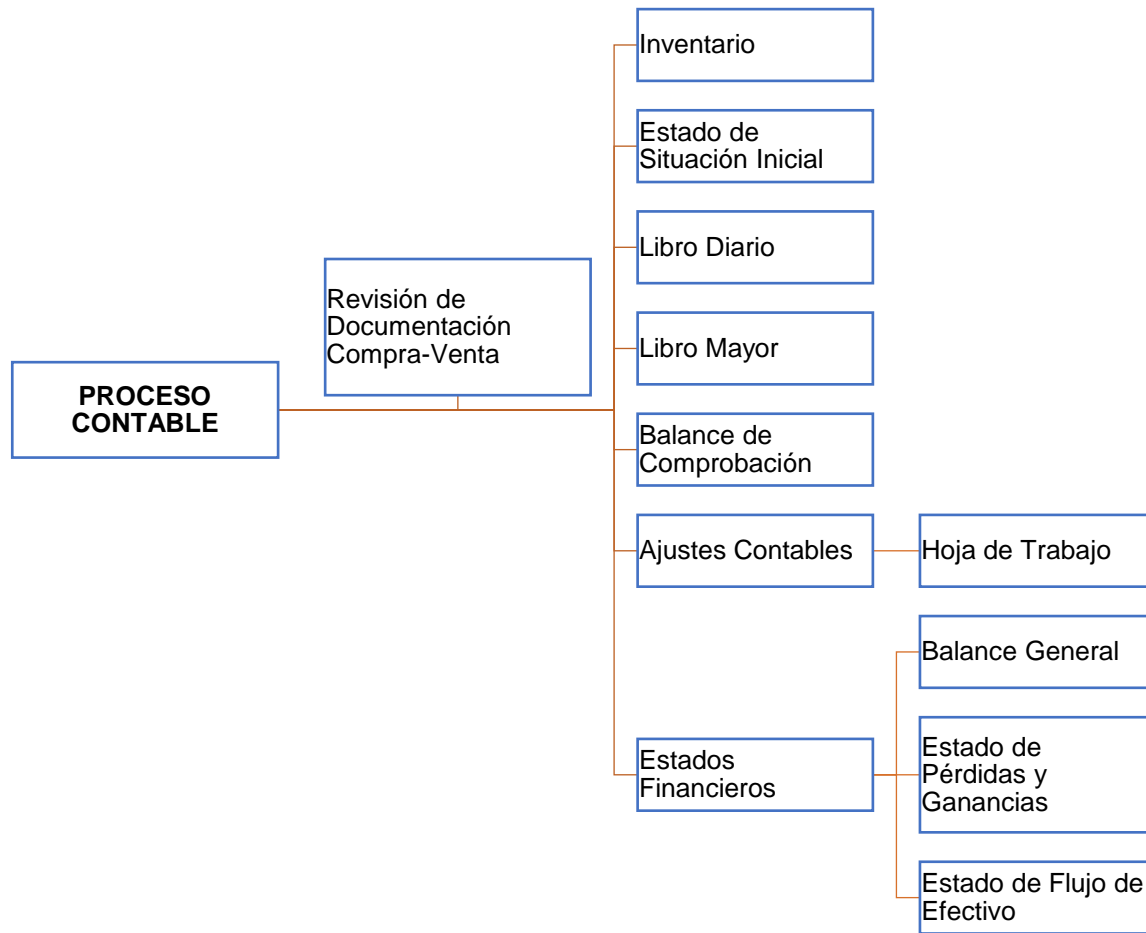 PROCESO
CONTABLE
Revisión de
Documentación
Compra-Venta
Inventario
Estado de
Situación Inicial
Libro Diario
Libro Mayor
Balance de
Comprobación
Ajustes Contables
Hoja de Trabajo
Estados
Financieros
Balance General
Estado de
Pérdidas y
Ganancias
Estado de Flujo de
Efectivo